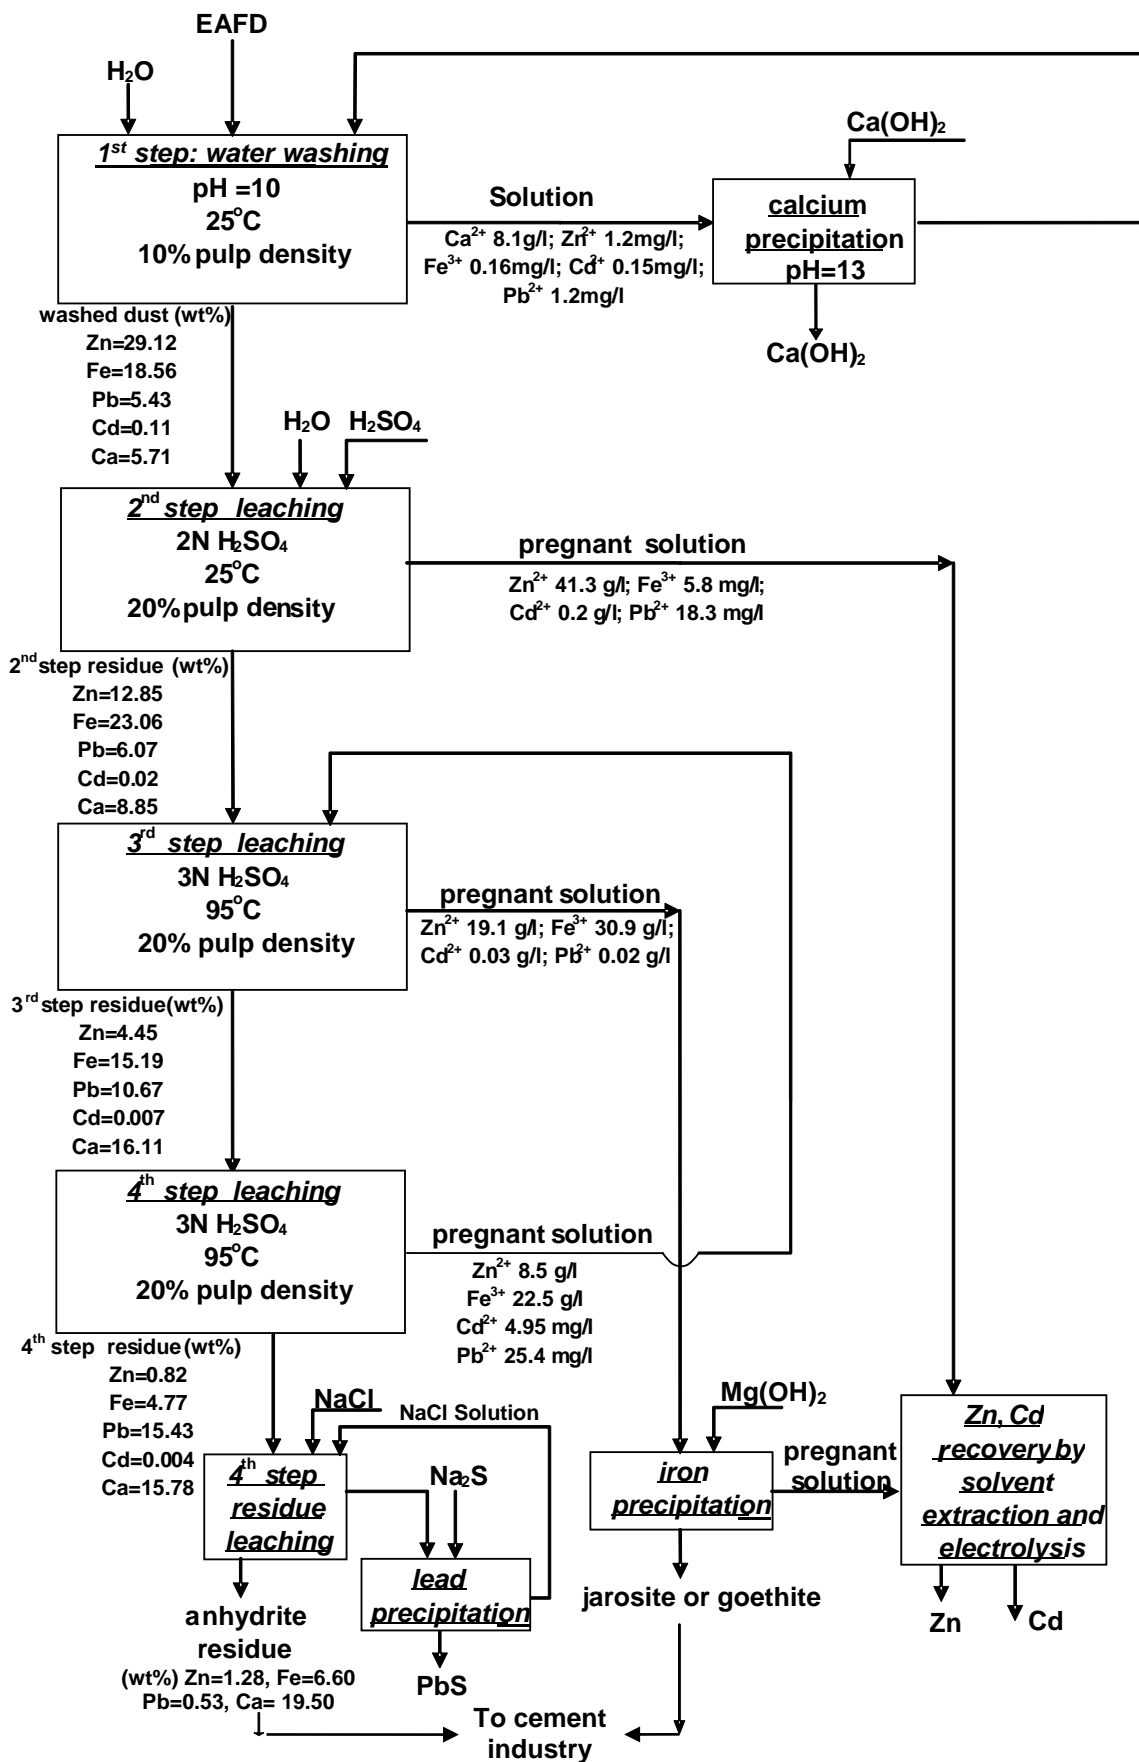 EAFD
H₂O
1st step: water washing
pH =10
25°C
10% pulp density
Solution
Ca²⁺ 8.1g/l; Zn²⁺ 1.2mg/l;
Fe³⁺ 0.16mg/l; Cd²⁺ 0.15mg/l;
Pb²⁺ 1.2mg/l
Ca(OH)₂
calcium
precipitation
pH=13
Ca(OH)₂
washed dust (wt%)
Zn=29.12
Fe=18.56
Pb=5.43
Cd=0.11
Ca=5.71
H₂O
H₂SO₄
2nd step leaching
2N H₂SO₄
25°C
20% pulp density
pregnant solution
Zn²⁺ 41.3 g/l; Fe³⁺ 5.8 mg/l;
Cd²⁺ 0.2 g/l; Pb²⁺ 18.3 mg/l
2nd step residue (wt%)
Zn=12.85
Fe=23.06
Pb=6.07
Cd=0.02
Ca=8.85
3rd step leaching
3N H₂SO₄
95°C
20% pulp density
pregnant solution
Zn²⁺ 19.1 g/l; Fe³⁺ 30.9 g/l;
Cd²⁺ 0.03 g/l; Pb²⁺ 0.02 g/l
3rd step residue(wt%)
Zn=4.45
Fe=15.19
Pb=10.67
Cd=0.007
Ca=16.11
4th step leaching
3N H₂SO₄
95°C
20% pulp density
pregnant solution
Zn²⁺ 8.5 g/l
Fe³⁺ 22.5 g/l
Cd²⁺ 4.95 mg/l
Pb²⁺ 25.4 mg/l
4th step residue (wt%)
Zn=0.82
Fe=4.77
Pb=15.43
Cd=0.004
Ca=15.78
NaCl
NaCl Solution
4th step
residue
leaching
Na₂S
lead
precipitation
PbS
anhydrite
residue
(wt%) Zn=1.28, Fe=6.60
Pb=0.53, Ca= 19.50
Mg(OH)₂
iron
precipitation
pregnant
solution
jarosite or goethite
Zn, Cd
recovery by
solvent
extraction and
electrolysis
Zn
Cd
To cement
industry